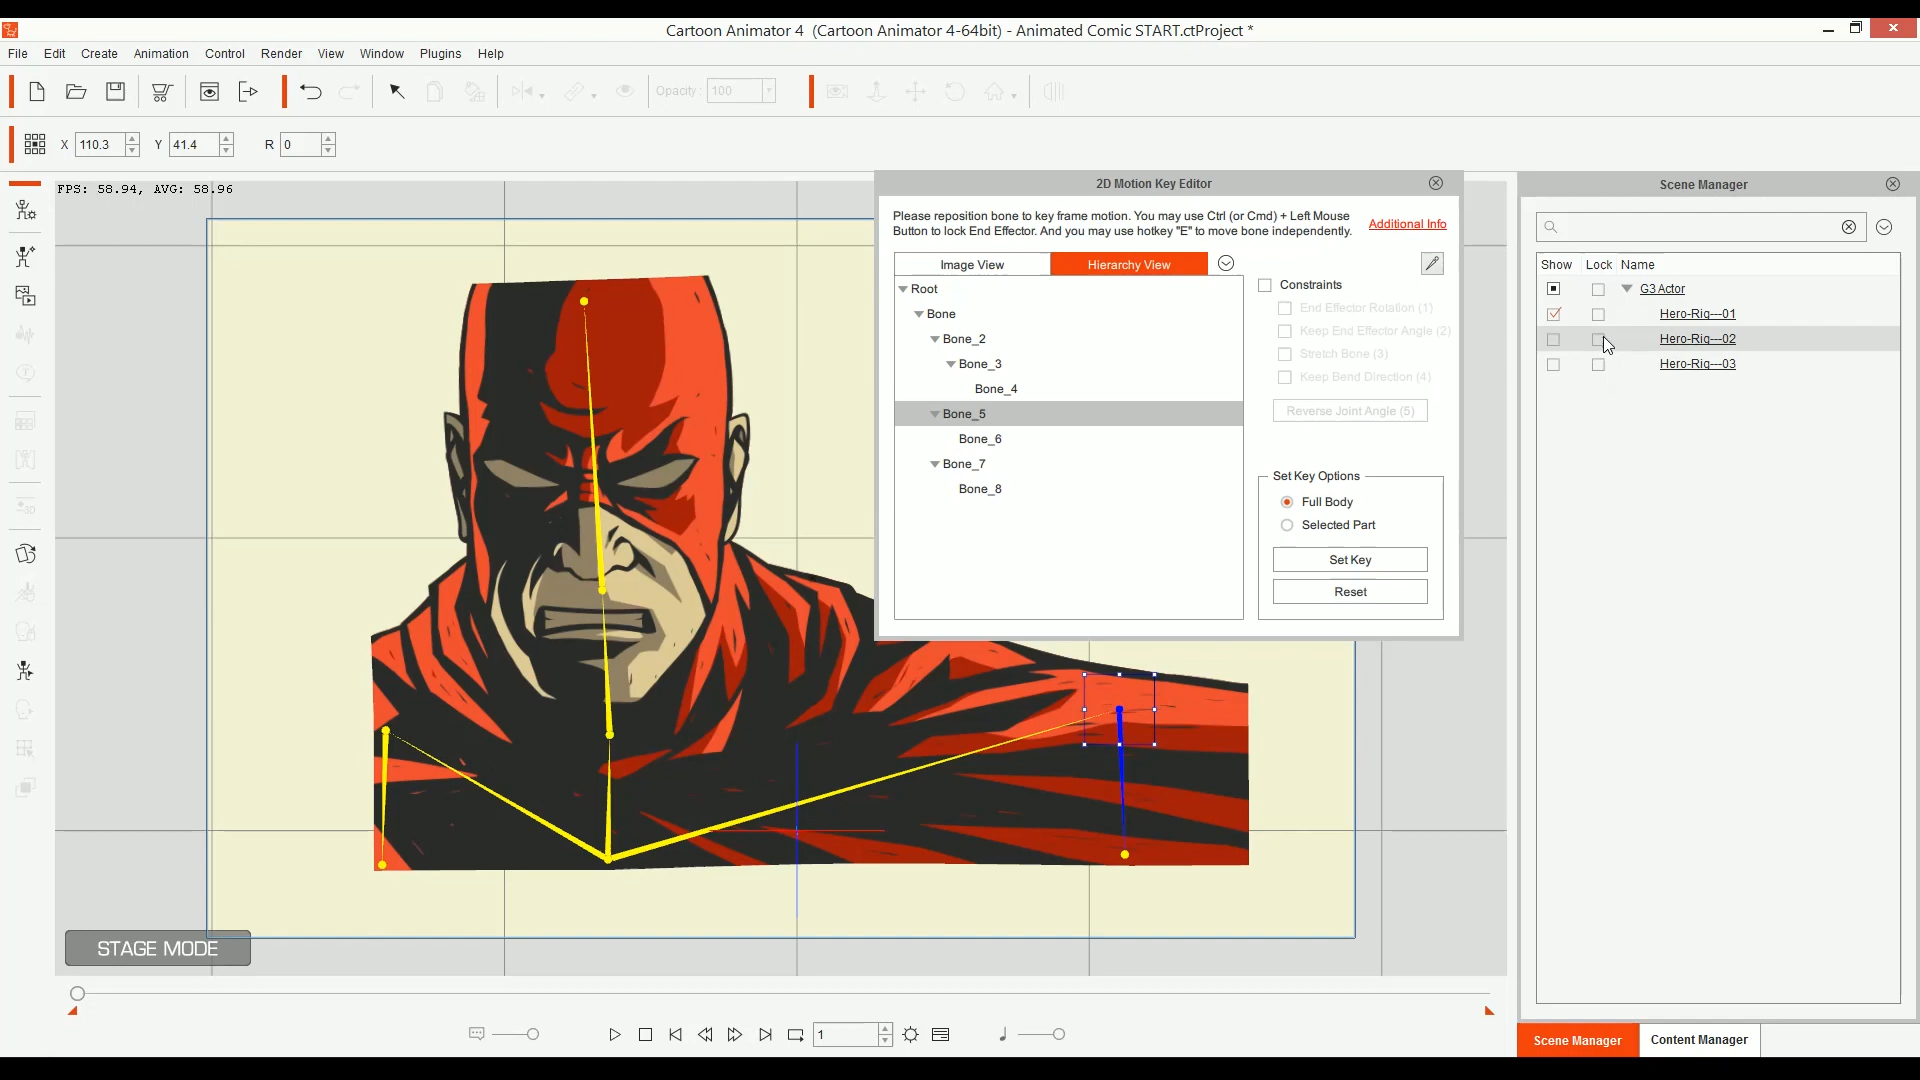 Cartoon Animator 4 (Cartoon Animator 4-64bit) - Animated Comic START.ctProject *
File Edit Create Animation Control Render View Window Plugins Help
Opacity : 100
X 110.3 Y 41.4 R 0
FPS: 58.94, AVG: 58.96
2D Motion Key Editor
Please reposition bone to key frame motion. You may use Ctrl (or Cmd) + Left Mouse
Button to lock End Effector. And you may use hotkey "E" to move bone independently.
Additional Info
Image View Hierarchy View
Root
Bone
Bone_2
Bone_3
Bone_4
Bone_5
Bone_6
Bone_7
Bone_8
Constraints
End Effector Rotation (1)
Keep End Effector Angle (2)
Stretch Bone (3)
Keep Bend Direction (4)
Reverse Joint Angle (5)
Set Key Options
Full Body
Selected Part
Set Key
Reset
Scene Manager
Show Lock Name
G3 Actor
Hero-Rig---01
Hero-Rig---02
Hero-Rig---03
STAGE MODE
1
Scene Manager Content Manager